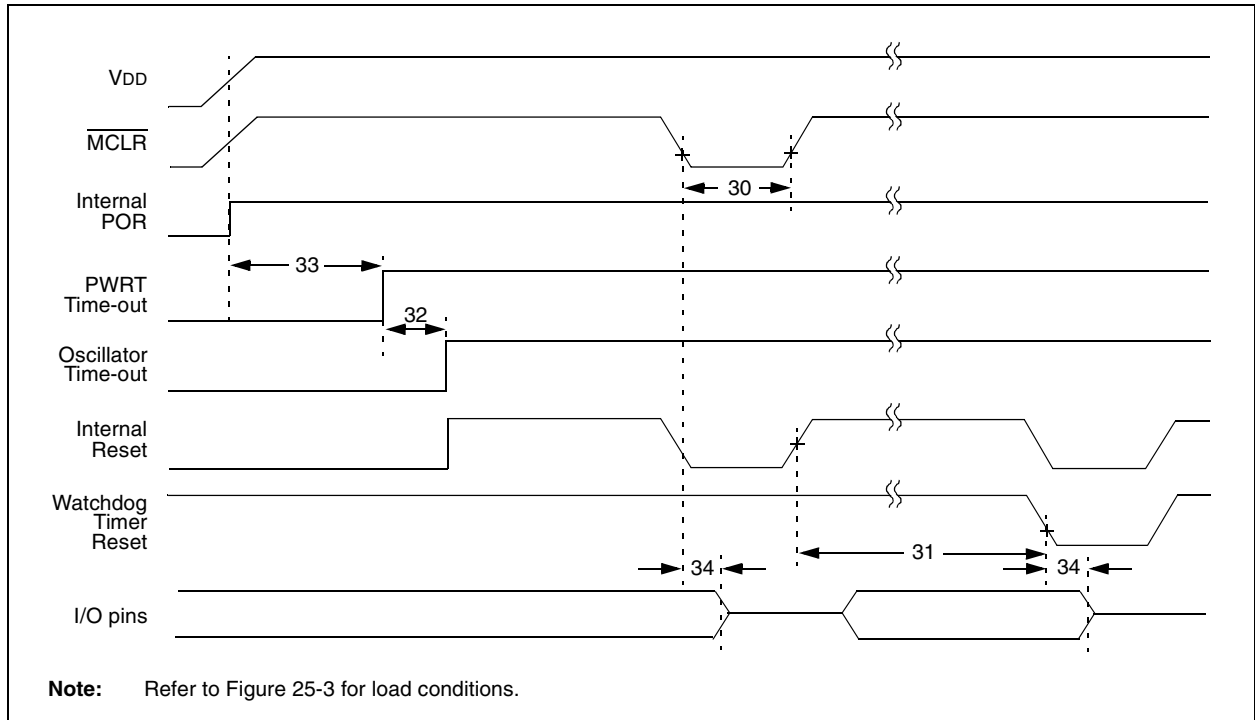 VDD
MCLR
Internal
POR
30
33
PWRT
Time-out
32
Oscillator
Time-out
Internal
Reset
Watchdog
Timer
Reset
31
34
34
I/O pins
Note: Refer to Figure 25-3 for load conditions.